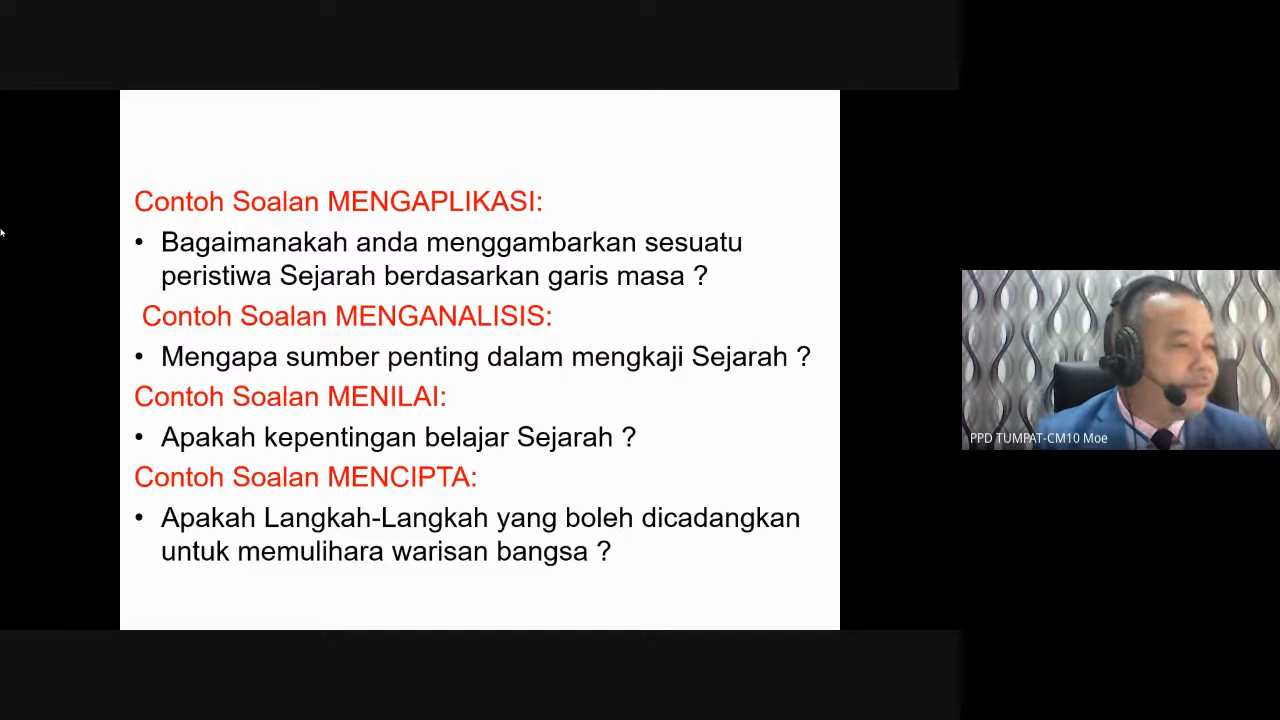 Contoh Soalan MENGAPLIKASI:
• Bagaimanakah anda menggambarkan sesuatu
peristiwa Sejarah berdasarkan garis masa ?
Contoh Soalan MENGANALISIS:
• Mengapa sumber penting dalam mengkaji Sejarah ?
Contoh Soalan MENILAI:
• Apakah kepentingan belajar Sejarah ?
Contoh Soalan MENCIPTA:
• Apakah Langkah-Langkah yang boleh dicadangkan
untuk memulihara warisan bangsa ?
PPD TUMPAT-CM10 Moe